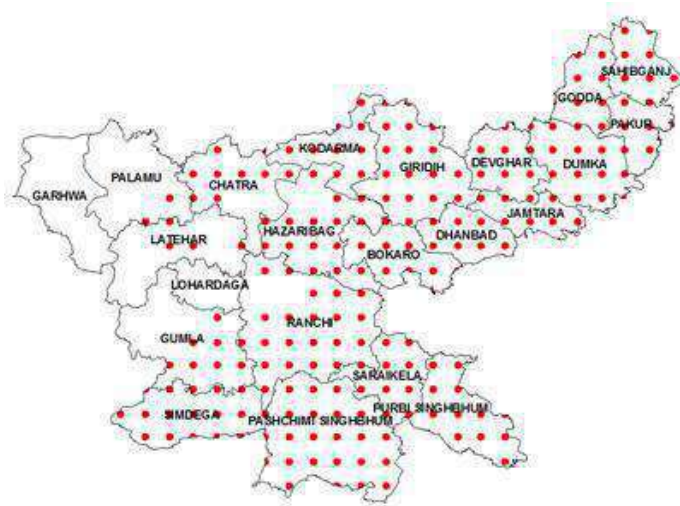 SAHIBGANJ
GODDA
PAKUR
KODARMA
GIRIDIH
DEVGHAR
DUMKA
PALAMU
CHATRA
GARHWA
JAMTARA
HAZARIBAG
DHANBAD
LATEHAR
BOKARO
LOHARDAGA
RANCHI
GUMLA
SARAIKELA
SIMDEGA
PASHCHIMI SINGHBHUM
PURBI SINGHBHUM